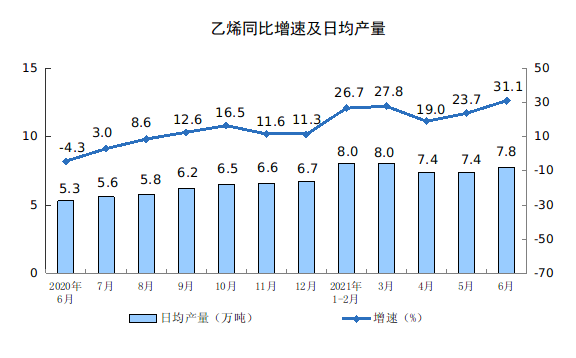 乙烯同比增速及日均产量
15
10
5
0
50
30
10
-10
-30
-50
-70
-4.3
3.0
8.6
12.6
16.5
11.6
11.3
26.7
27.8
19.0
23.7
31.1
5.3
5.6
5.8
6.2
6.5
6.6
6.7
8.0
8.0
7.4
7.4
7.8
2020年
6月
7月
8月
9月
10月
11月
12月
2021年
1-2月
3月
4月
5月
6月
日均产量（万吨）
增速（%）